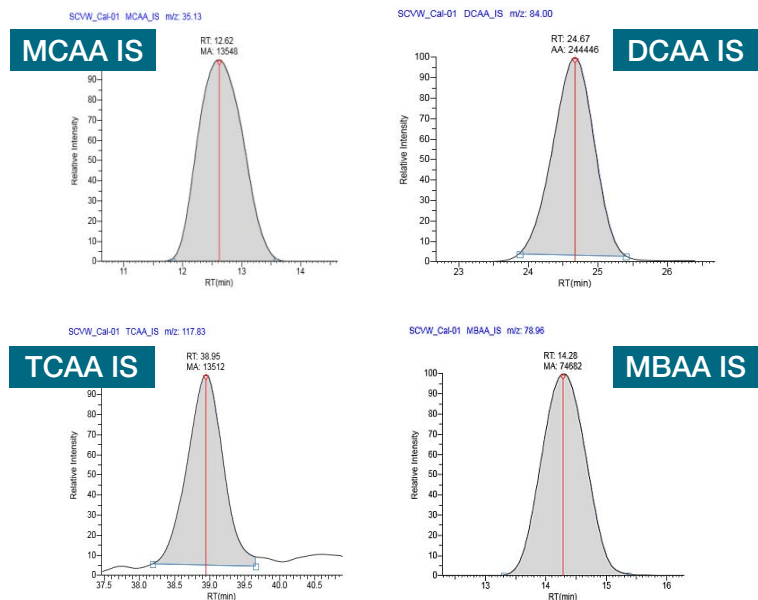 SCVW_Cal-01 MCAA_IS m/z: 35.13
MCAA IS
RT: 12.62
MA: 13548
90
80
70
60
50
40
30
20
10
0
Relative Intensity
11 12 13 14
RT(min)
SCVW_Cal-01 DCAA_IS m/z: 84.00
DCAA IS
RT: 24.67
AA: 244446
100
90
80
70
60
50
40
30
20
10
0
Relative Intensity
23 24 25 26
RT(min)
SCVW_Cal-01 TCAA_IS m/z: 117.83
TCAA IS
RT: 38.95
MA: 13512
90
80
70
60
50
40
30
20
10
0
Relative Intensity
37.5 38.0 38.5 39.0 39.5 40.0 40.5
RT(min)
SCVW_Cal-01 MBAA_IS m/z: 78.96
MBAA IS
RT: 14.28
MA: 74682
100
90
80
70
60
50
40
30
20
10
0
Relative Intensity
13 14 15 16
RT(min)